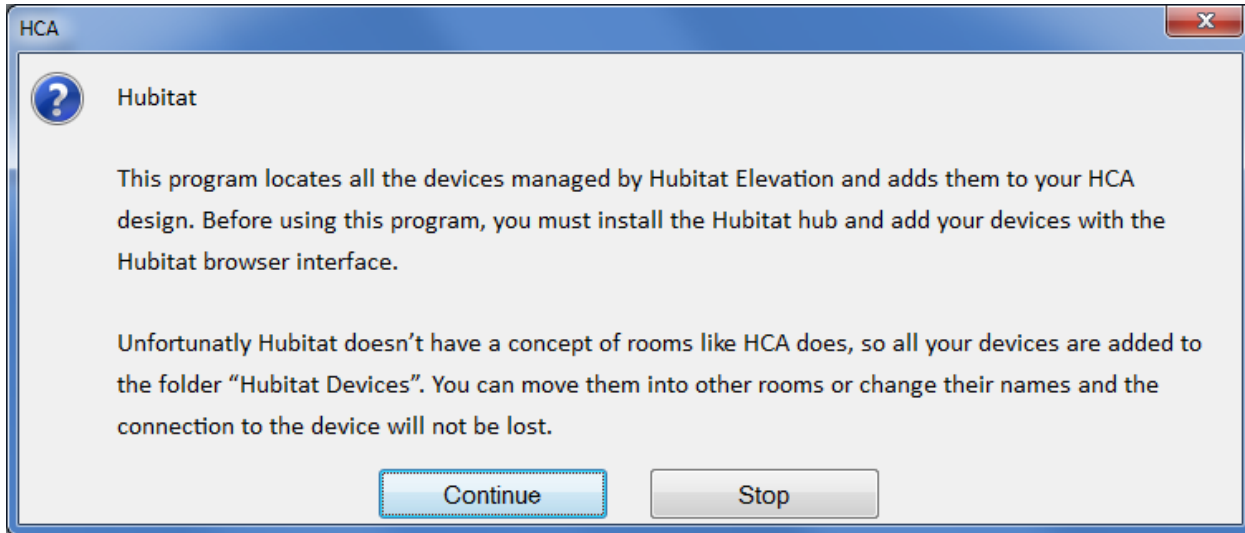 HCA
X
?
Hubitat
This program locates all the devices managed by Hubitat Elevation and adds them to your HCA
design. Before using this program, you must install the Hubitat hub and add your devices with the
Hubitat browser interface.
Unfortunatly Hubitat doesn’t have a concept of rooms like HCA does, so all your devices are added to
the folder “Hubitat Devices”. You can move them into other rooms or change their names and the
connection to the device will not be lost.
Continue
Stop